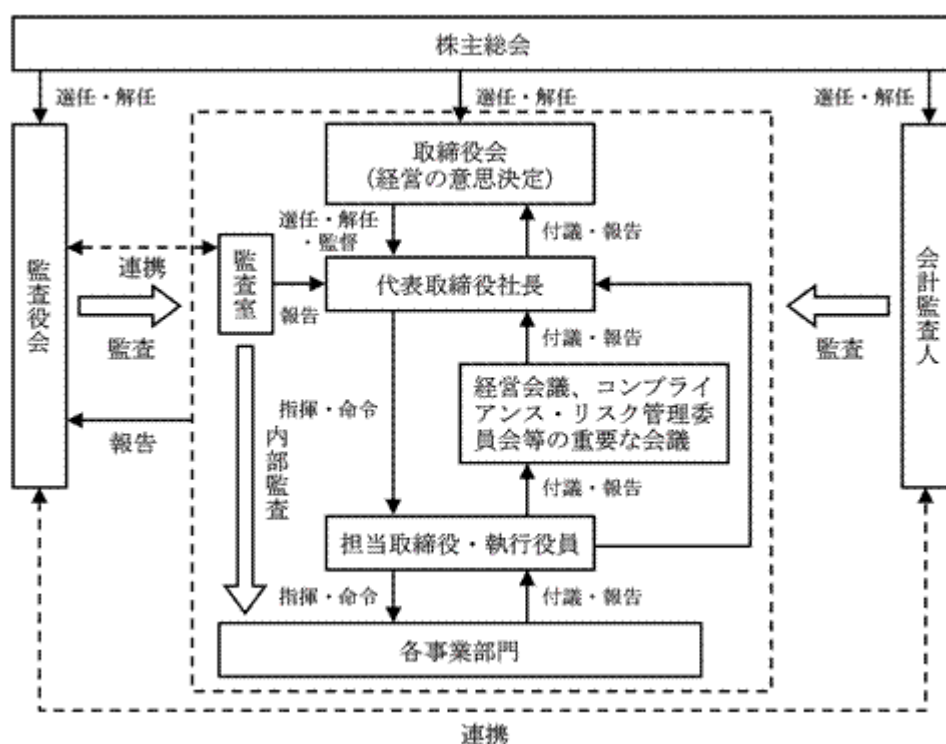 株主総会
選任・解任
選任・解任
選任・解任
取締役会
(経営の意思決定)
選任・解任
・監督
付議・報告
監査役会
連携
監査
監査室
報告
代表取締役社長
会計監査人
監査
付議・報告
経営会議、コンプライ
アンス・リスク管理委
員会等の重要な会議
指揮・命令
報告
内部監査
付議・報告
担当取締役・執行役員
指揮・命令
付議・報告
各事業部門
連携